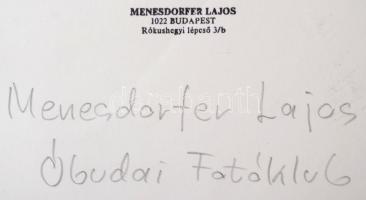 MENESDORFER LAJOS
1022 BUDAPEST
Rókushegyi lépcső 3/b
Menesdorfer Lajos
Óbudai Fotóklub